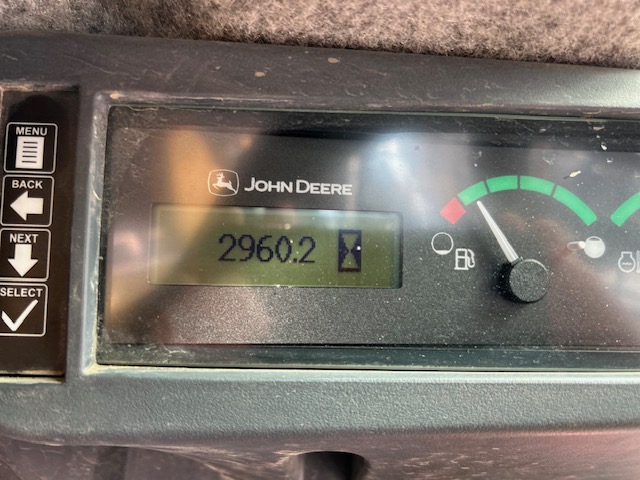 MENU
BACK
NEXT
SELECT
JOHN DEERE
2960.2